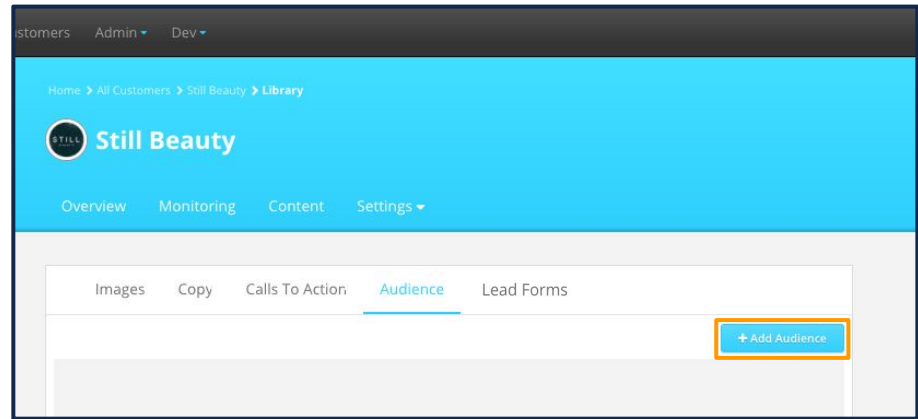 stomers Admin Dev
Home > All Customers > Still Beauty > Library
STILL
Still Beauty
Overview Monitoring Content Settings
Images Copy Calls To Action Audience Lead Forms
+ Add Audience